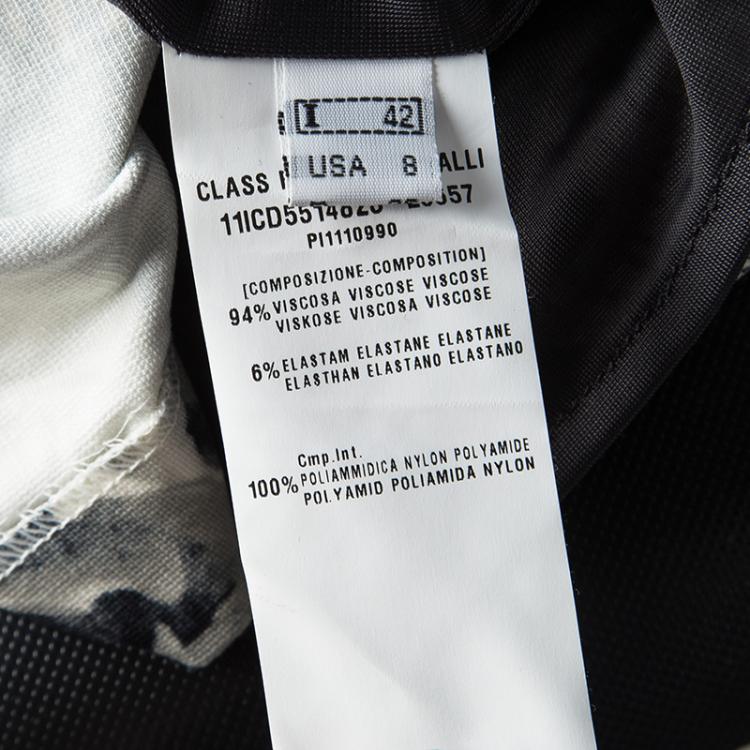 I 42
USA 8
CLASS ALLI
PI1110990
[COMPOSIZIONE-COMPOSITION]
94% VISCOSA VISCOSE VISCOSE
VISKOSE VISCOSA VISCOSE
6% ELASTAM ELASTANE ELASTANE
ELASTHAN ELASTANO ELASTANO
Cmp.Int.
100% POLIAMMIDICA NYLON POLYAMIDE
POLYAMID POLIAMIDA NYLON